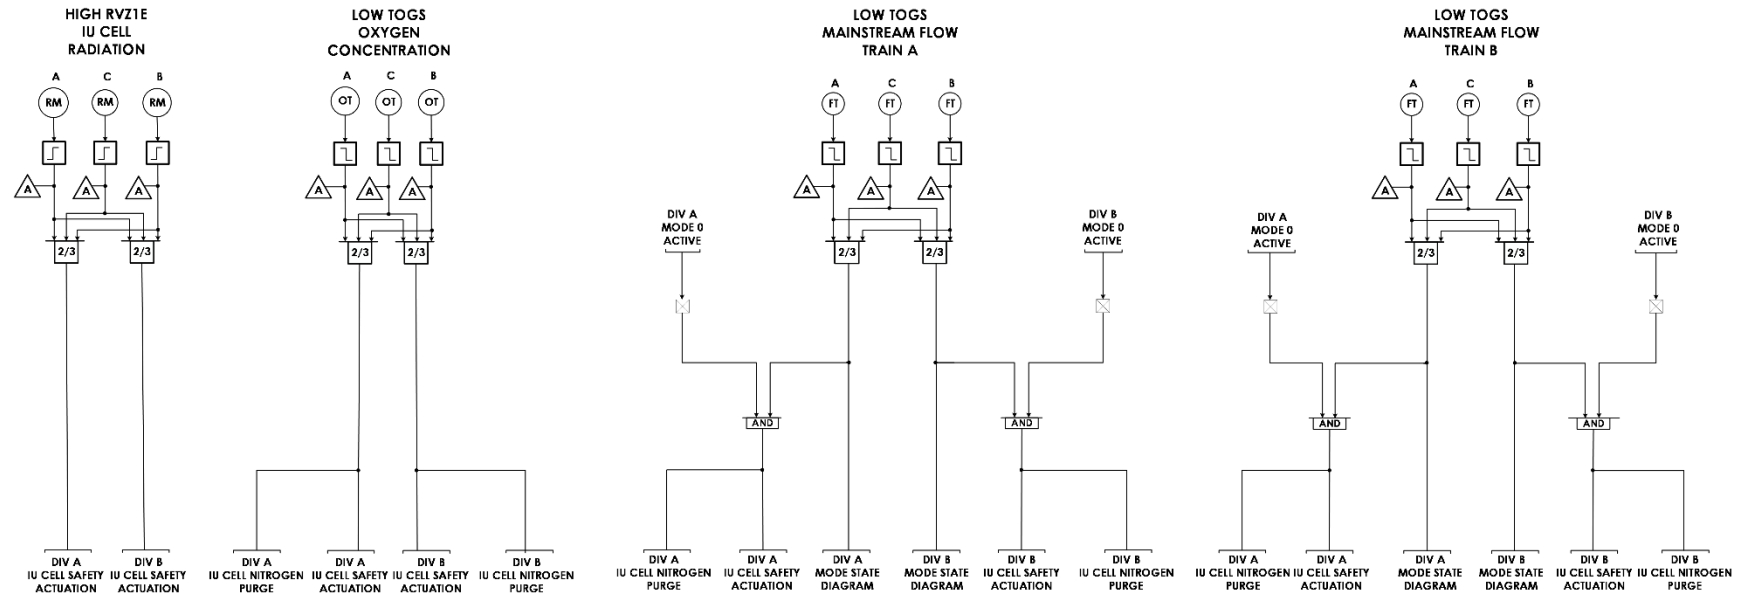 HIGH RVZ1E
IU CELL
RADIATION
A C B
RM RM RM
A A A
2/3 2/3
DIV A
IU CELL SAFETY
ACTUATION
DIV B
IU CELL SAFETY
ACTUATION
LOW TOGS
OXYGEN
CONCENTRATION
A C B
OT OT OT
A A A
2/3 2/3
DIV A
IU CELL NITROGEN
PURGE
DIV A
IU CELL SAFETY
ACTUATION
DIV B
IU CELL SAFETY
ACTUATION
DIV B
IU CELL NITROGEN
PURGE
LOW TOGS
MAINSTREAM FLOW
TRAIN A
A C B
FT FT FT
A A A
DIV A
MODE 0
ACTIVE
2/3 2/3
DIV B
MODE 0
ACTIVE
AND AND
DIV A
IU CELL NITROGEN
PURGE
DIV A
IU CELL SAFETY
ACTUATION
DIV A
MODE STATE
DIAGRAM
DIV B
MODE STATE
DIAGRAM
DIV B
IU CELL SAFETY
ACTUATION
DIV B
IU CELL NITROGEN
PURGE
LOW TOGS
MAINSTREAM FLOW
TRAIN B
A C B
FT FT FT
A A A
DIV A
MODE 0
ACTIVE
2/3 2/3
DIV B
MODE 0
ACTIVE
AND AND
DIV A
IU CELL NITROGEN
PURGE
DIV A
IU CELL SAFETY
ACTUATION
DIV A
MODE STATE
DIAGRAM
DIV B
MODE STATE
DIAGRAM
DIV B
IU CELL SAFETY
ACTUATION
DIV B
IU CELL NITROGEN
PURGE